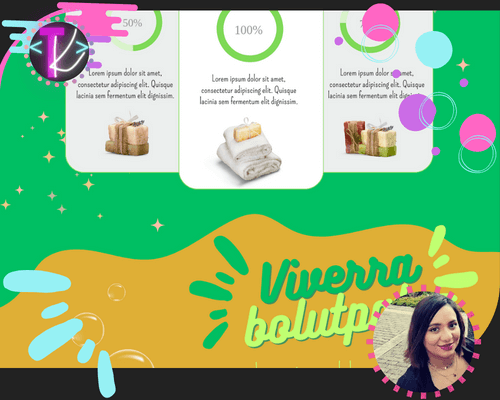 50%
Lorem ipsum dolor sit amet,
consectetur adipiscing elit. Quisque
lacinia sem fermentum elit dignissim.
100%
Lorem ipsum dolor sit amet,
consectetur adipiscing elit. Quisque
lacinia sem fermentum elit dignissim.
Lorem ipsum dolor sit amet,
consectetur adipiscing elit. Quisque
lacinia sem fermentum elit dignissim.
Viverra